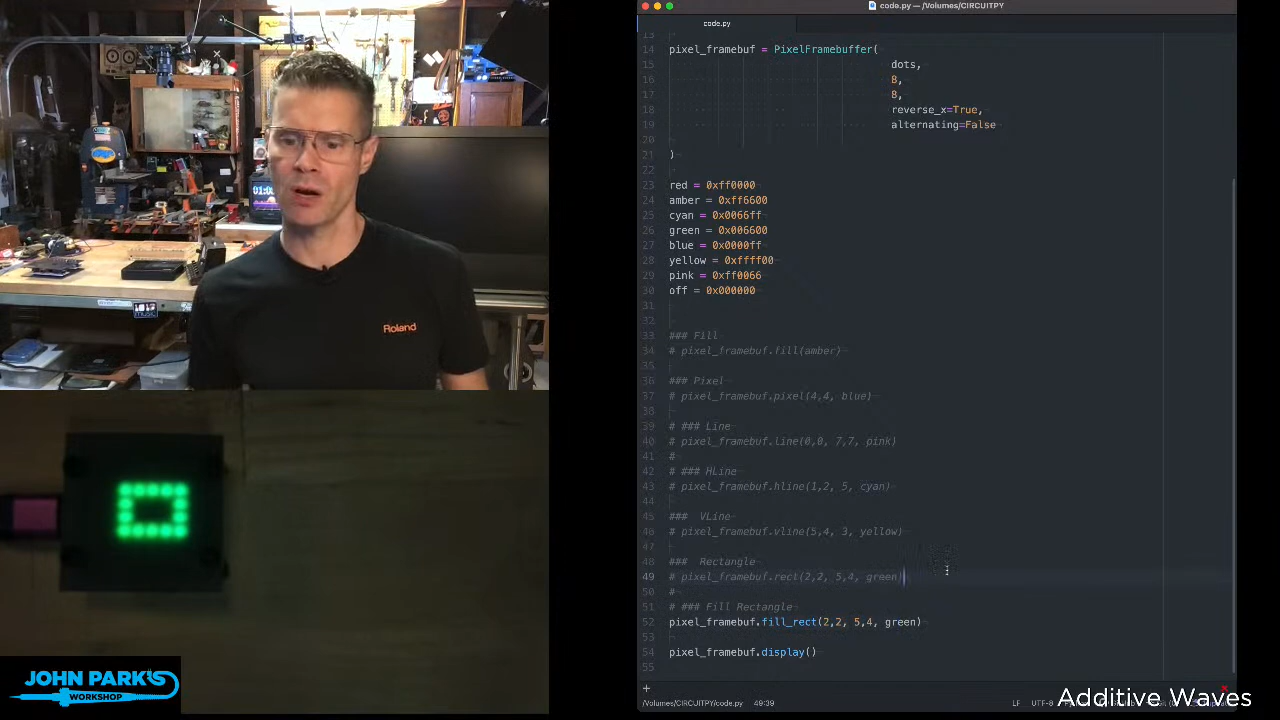 code.py — /Volumes/CIRCUITPY
code.py
13
14 pixel_framebuf = PixelFramebuffer(
15 dots,
16 8,
17 8,
18 reverse_x=True,
19 alternating=False
20
21 )
22
23 red = 0xff0000
24 amber = 0xff6600
25 cyan = 0x0066ff
26 green = 0x006600
27 blue = 0x0000ff
28 yellow = 0xffff00
29 pink = 0xff0066
30 off = 0x000000
31
32
33 ### Fill
34 # pixel_framebuf.fill(amber)
35
36 ### Pixel
37 # pixel_framebuf.pixel(4,4, blue)
38
39 # ### Line
40 # pixel_framebuf.line(0,0, 7,7, pink)
41 #
42 # ### HLine
43 # pixel_framebuf.hline(1,2, 5, cyan)
44
45 ### VLine
46 # pixel_framebuf.vline(5,4, 3, yellow)
47
48 ### Rectangle
49 # pixel_framebuf.rect(2,2, 5,4, green)
50 #
51 # ### Fill Rectangle
52 pixel_framebuf.fill_rect(2,2, 5,4, green)
53
54 pixel_framebuf.display()
55
/Volumes/CIRCUITPY/code.py 49:39
LF UTF-8
Additive Waves
Roland
JOHN PARK'S
WORKSHOP